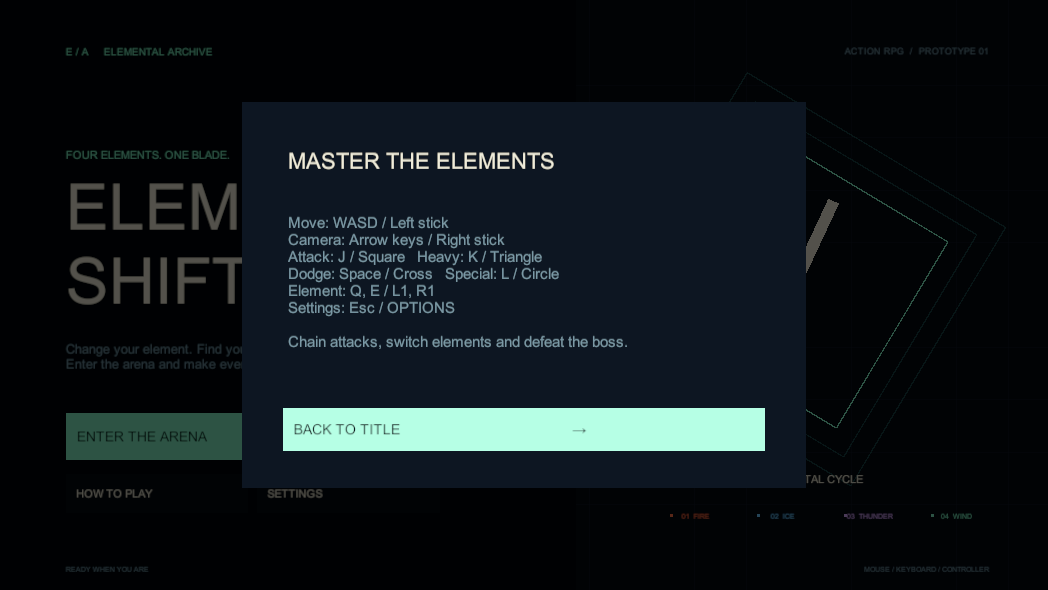 E / A ELEMENTAL ARCHIVE
ACTION RPG / PROTOTYPE 01
FOUR ELEMENTS. ONE BLADE.
ELEM
SHIFT
Change your element. Find you
Enter the arena and make eve
ENTER THE ARENA
HOW TO PLAY
SETTINGS
MASTER THE ELEMENTS
Move: WASD / Left stick
Camera: Arrow keys / Right stick
Attack: J / Square Heavy: K / Triangle
Dodge: Space / Cross Special: L / Circle
Element: Q, E / L1, R1
Settings: Esc / OPTIONS
Chain attacks, switch elements and defeat the boss.
BACK TO TITLE →
TAL CYCLE
01 FIRE
02 ICE
03 THUNDER
04 WIND
READY WHEN YOU ARE
MOUSE / KEYBOARD / CONTROLLER